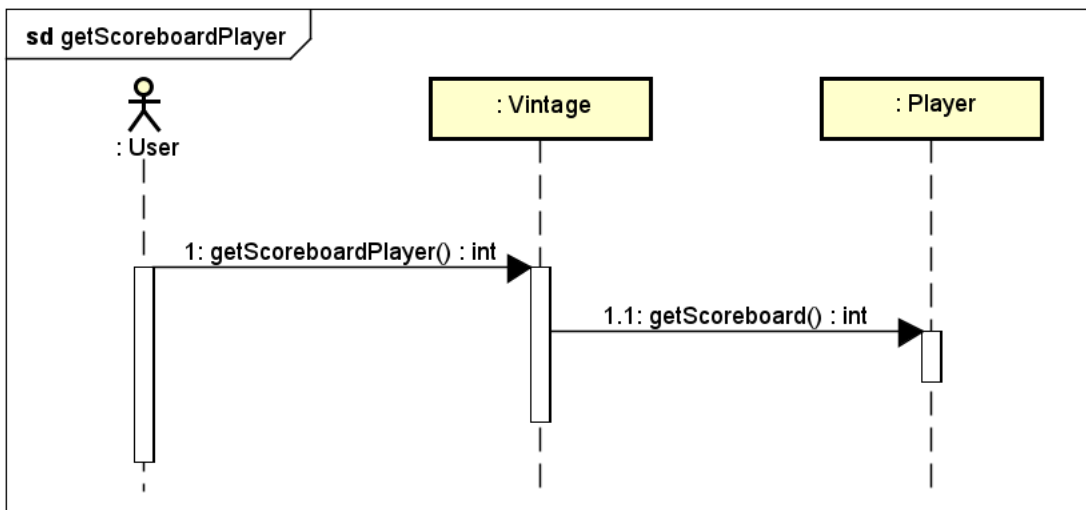 sd getScoreboardPlayer
: User
: Vintage
: Player
1: getScoreboardPlayer() : int
1.1: getScoreboard() : int